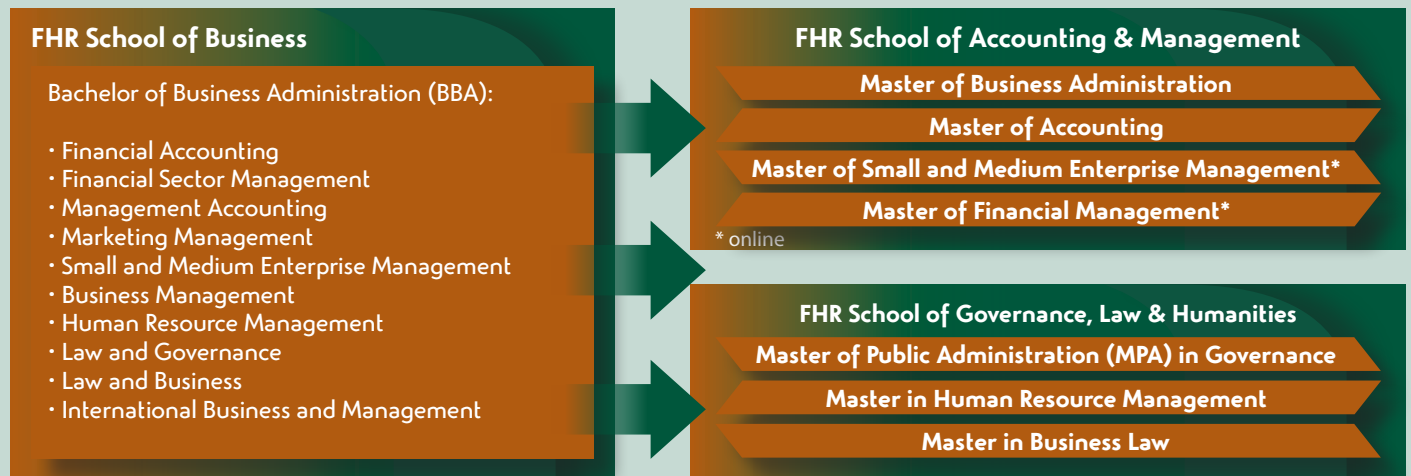 FHR School of Business
Bachelor of Business Administration (BBA):
• Financial Accounting
• Financial Sector Management
• Management Accounting
• Marketing Management
• Small and Medium Enterprise Management
• Business Management
• Human Resource Management
• Law and Governance
• Law and Business
• International Business and Management
FHR School of Accounting & Management
Master of Business Administration
Master of Accounting
Master of Small and Medium Enterprise Management*
Master of Financial Management*
* online
FHR School of Governance, Law & Humanities
Master of Public Administration (MPA) in Governance
Master in Human Resource Management
Master in Business Law